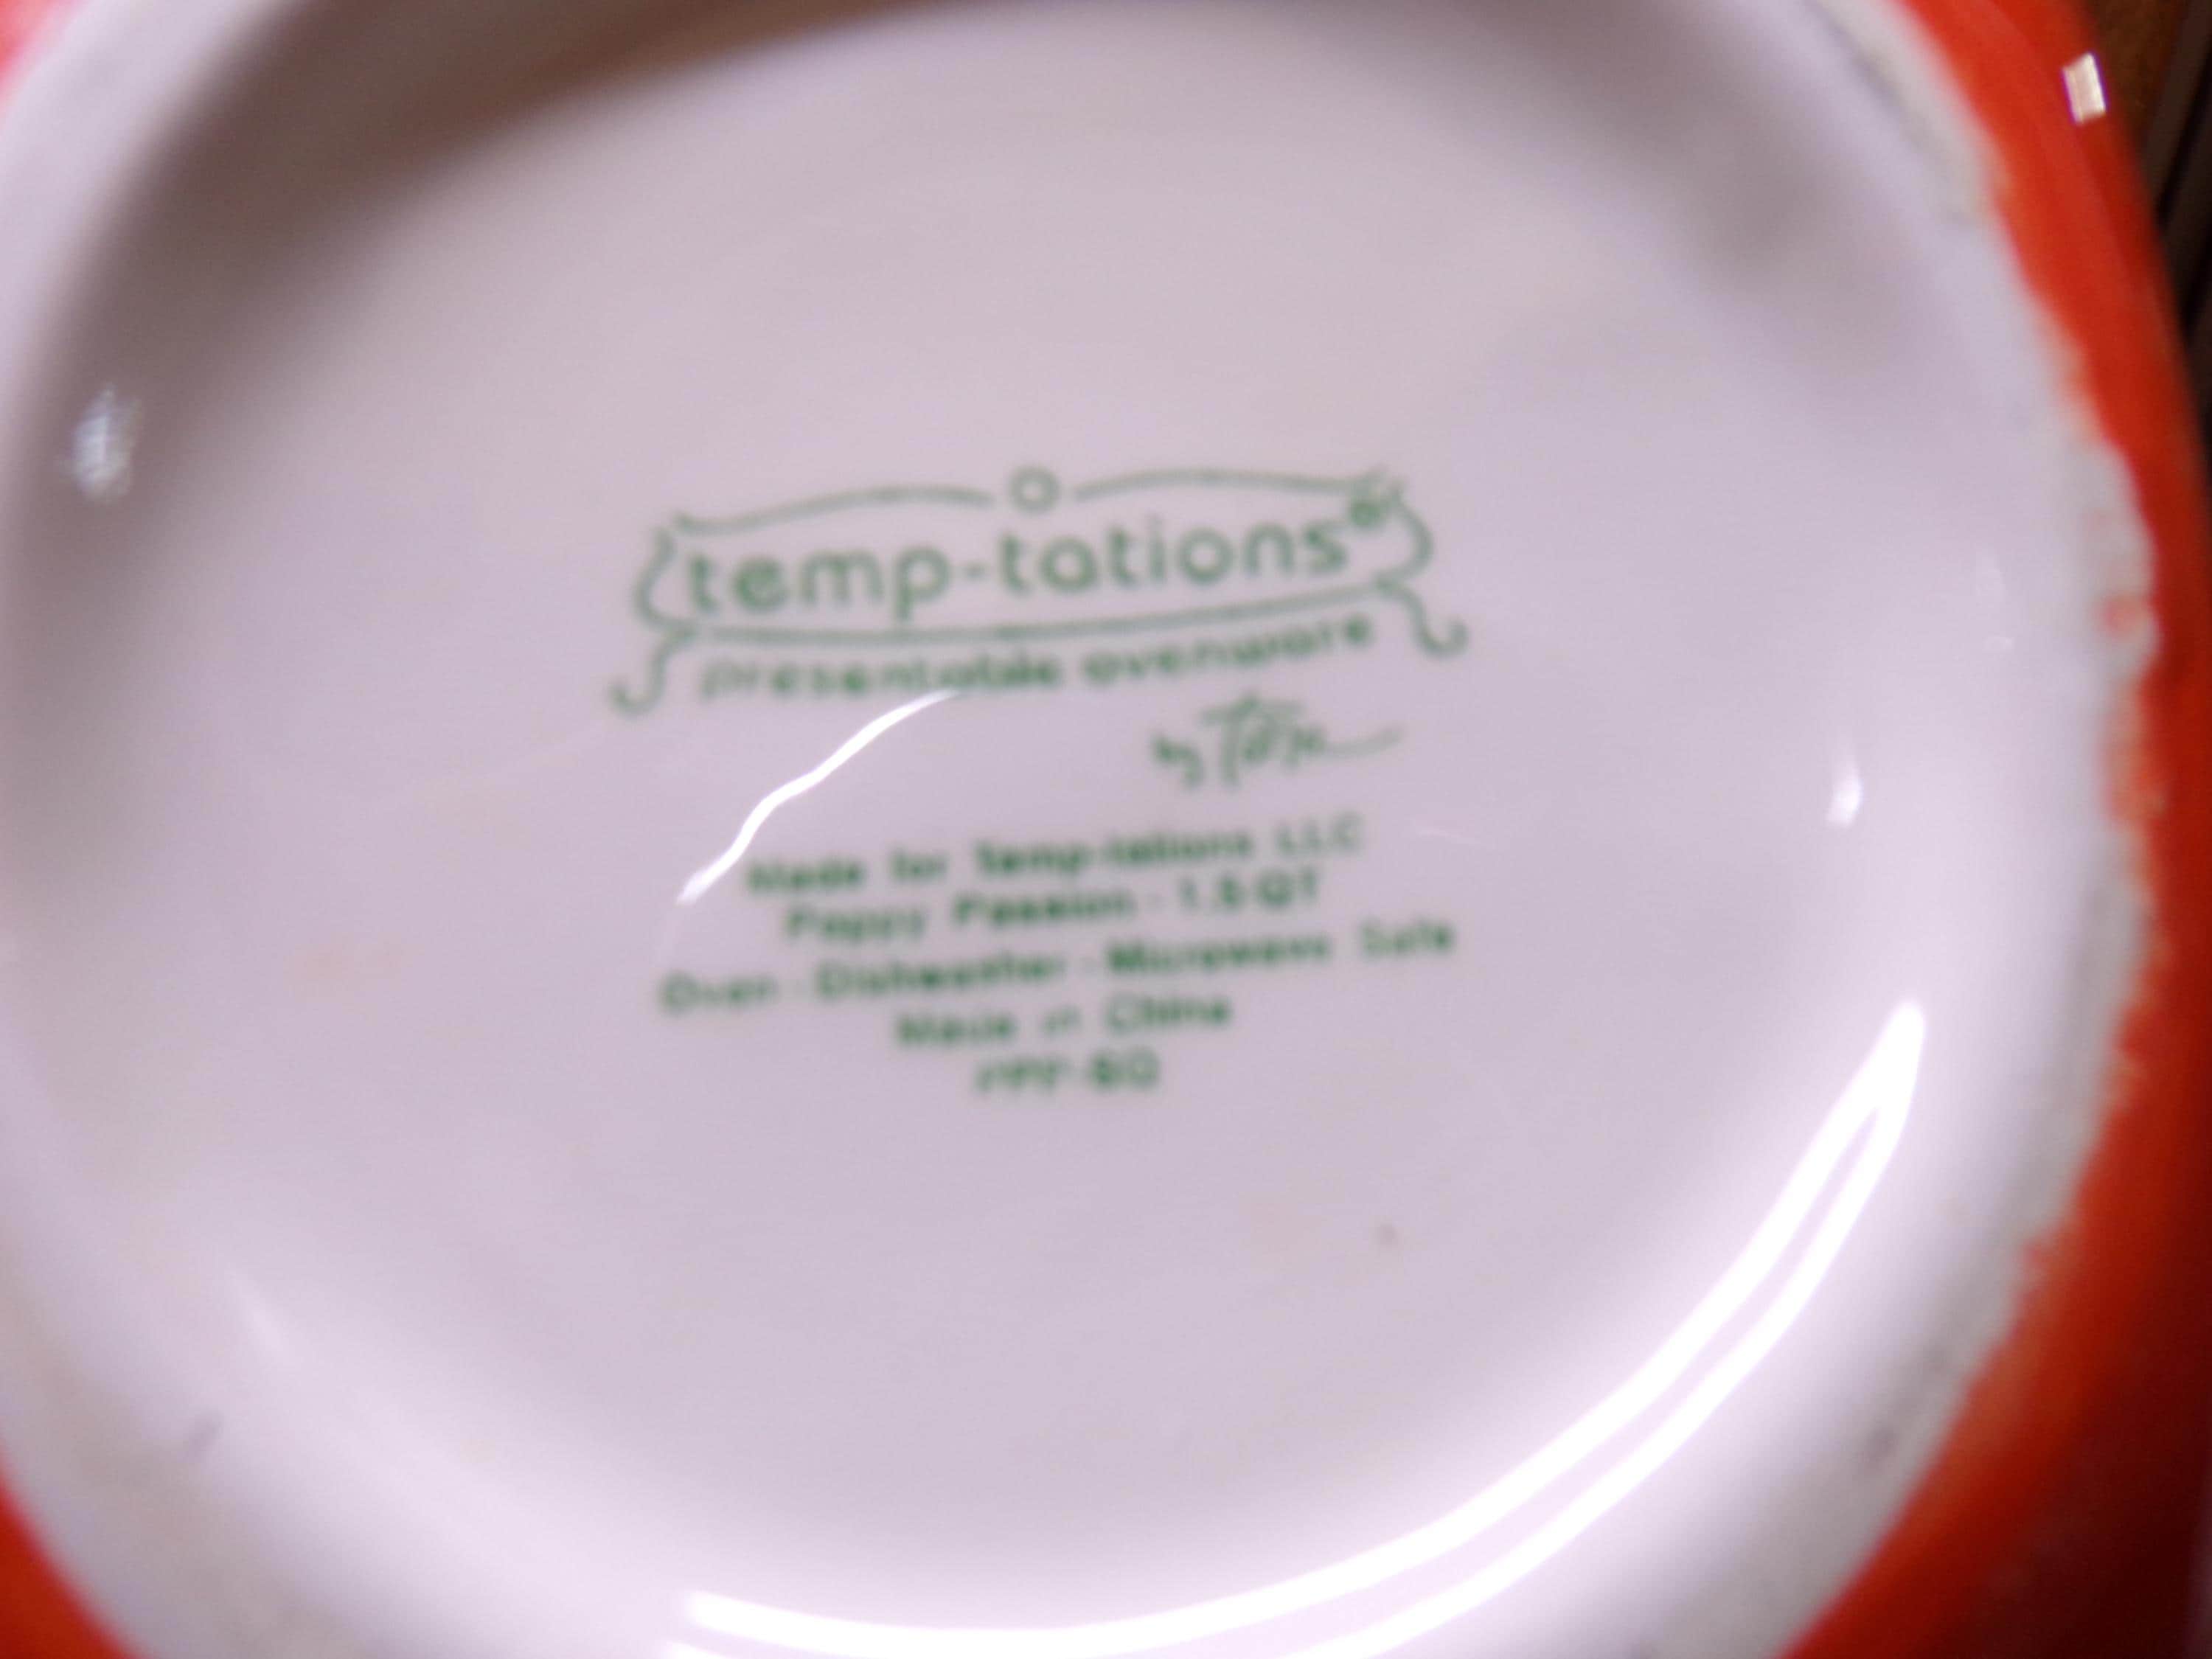 temp-tations®
presentable ovenware
by Tara
Made for Temp-tations LLC
Poppy Passion - 1.5 QT
Oven - Dishwasher - Microwave Safe
Made in China